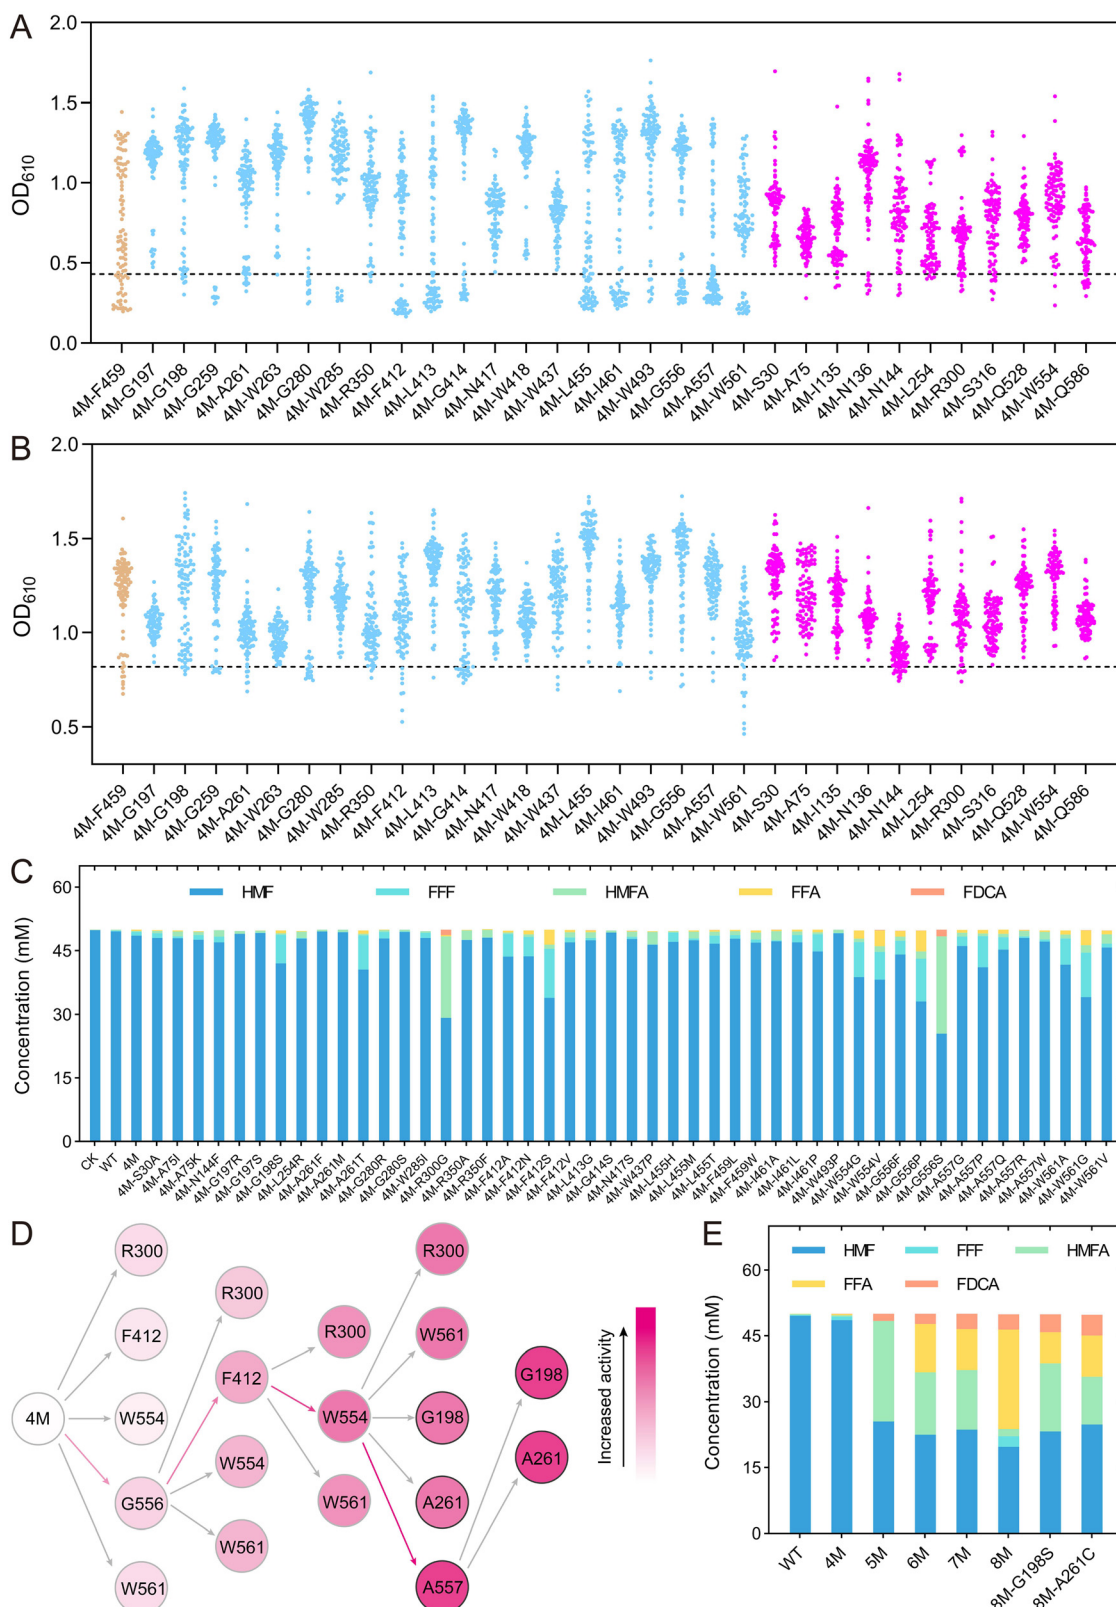 A
2.0
1.5
1.0
0.5
0.0
OD610
4M-F459
4M-G197
4M-G198
4M-G259
4M-A261
4M-W263
4M-G280
4M-W285
4M-R350
4M-F412
4M-L413
4M-G414
4M-N417
4M-W418
4M-W437
4M-L455
4M-I461
4M-W493
4M-G556
4M-A557
4M-W561
4M-S30
4M-A75
4M-I135
4M-N136
4M-N144
4M-L254
4M-R300
4M-S316
4M-Q528
4M-W554
4M-Q586
B
2.0
1.5
1.0
0.5
OD610
4M-F459
4M-G197
4M-G198
4M-G259
4M-A261
4M-W263
4M-G280
4M-W285
4M-R350
4M-F412
4M-L413
4M-G414
4M-N417
4M-W418
4M-W437
4M-L455
4M-I461
4M-W493
4M-G556
4M-A557
4M-W561
4M-S30
4M-A75
4M-I135
4M-N136
4M-N144
4M-L254
4M-R300
4M-S316
4M-Q528
4M-W554
4M-Q586
C
HMF FFF HMFA FFA FDCA
60
45
30
15
0
Concentration (mM)
CK
WT
4M
4M-S30A
4M-A75I
4M-A75K
4M-N144F
4M-G197R
4M-G197S
4M-G198S
4M-L254R
4M-A261F
4M-A261M
4M-A261T
4M-G280R
4M-G280S
4M-W285I
4M-R300G
4M-R350A
4M-R350F
4M-F412A
4M-F412N
4M-F412S
4M-F412V
4M-L413G
4M-G414S
4M-N417S
4M-W437P
4M-L455H
4M-L455M
4M-L455T
4M-F459L
4M-F459W
4M-I461A
4M-I461L
4M-I461P
4M-W493P
4M-W554G
4M-W554V
4M-G556F
4M-G556P
4M-G556S
4M-A557G
4M-A557P
4M-A557Q
4M-A557R
4M-A557W
4M-W561A
4M-W561G
4M-W561V
D
4M
R300
F412
W554
G556
W561
R300
F412
W554
W561
R300
W554
W561
R300
W561
G198
A261
A557
G198
A261
Increased activity
E
HMF FFF HMFA
FFA FDCA
60
45
30
15
0
Concentration (mM)
WT
4M
5M
6M
7M
8M
8M-G198S
8M-A261C